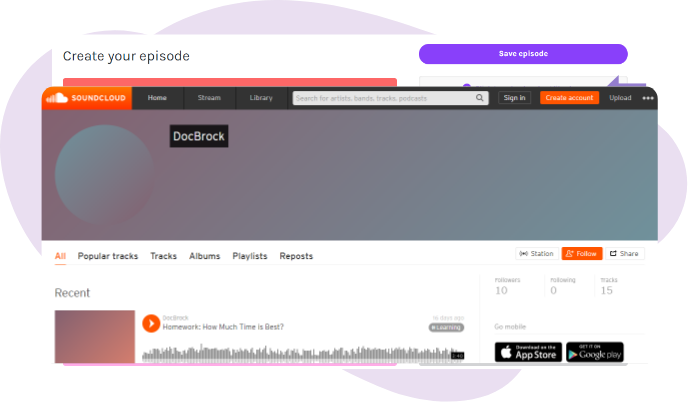 Create your episode
Save episode
SOUNDCLOUD Home Stream Library Search for artists, bands, tracks, podcasts Sign in Create account Upload
DocBrock
All Popular tracks Tracks Albums Playlists Reposts Station Follow Share
Followers Following Tracks
10 0 15
Recent
DocBrock 16 days ago
Homework: How Much Time is Best? # Learning
Go mobile
Download on the App Store
GET IT ON Google play